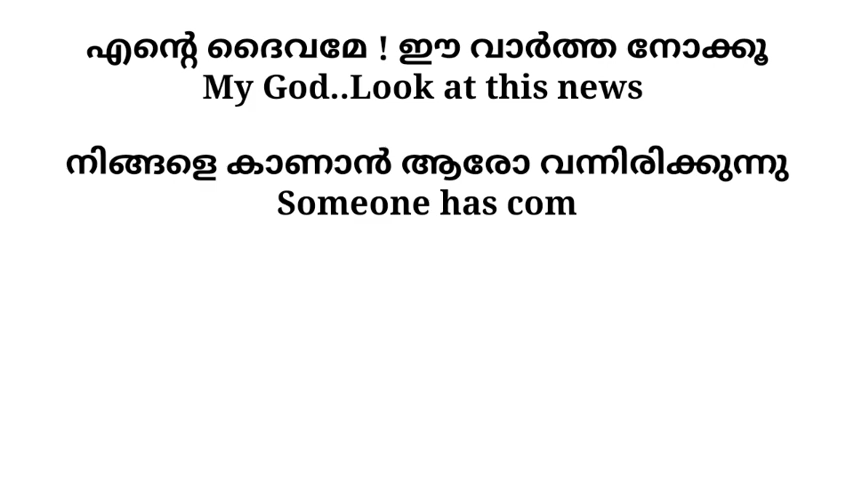 എന്റെ ദൈവമേ ! ഈ വാർത്ത നോക്കൂ
My God..Look at this news
നിങ്ങളെ കാണാൻ ആരോ വന്നിരിക്കുന്നു
Someone has com